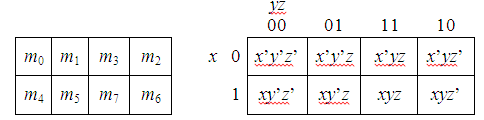 yz
00 01 11 10
m0 m1 m3 m2 x 0 x’y’z’ x’y’z x’yz x’yz’
m4 m5 m7 m6 1 xy’z’ xy’z xyz xyz’